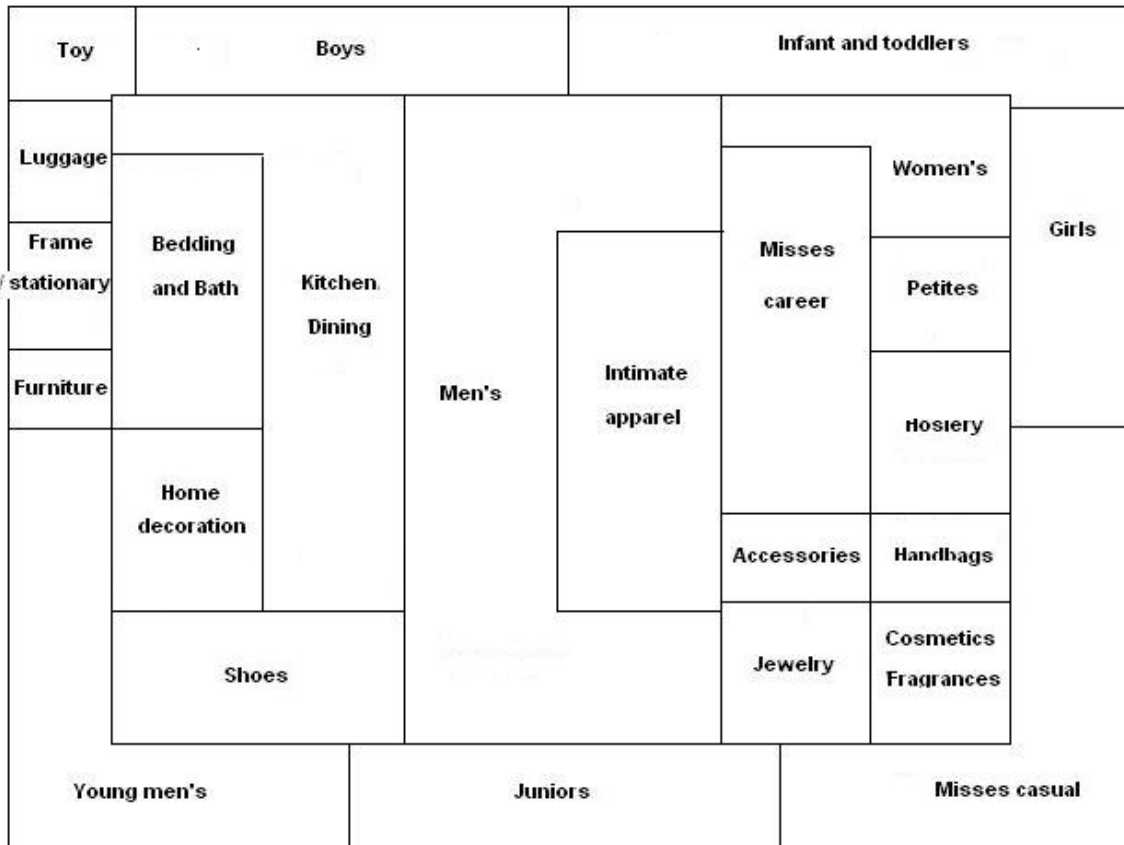 Toy
Boys
Infant and toddlers
Luggage
Women's
Girls
Frame
/ stationary
Bedding
and Bath
Kitchen.
Dining
Misses
career
Petites
Furniture
Men's
Intimate
apparel
Hosiery
Home
decoration
Accessories
Handbags
Shoes
Jewelry
Cosmetics
Fragrances
Young men's
Juniors
Misses casual